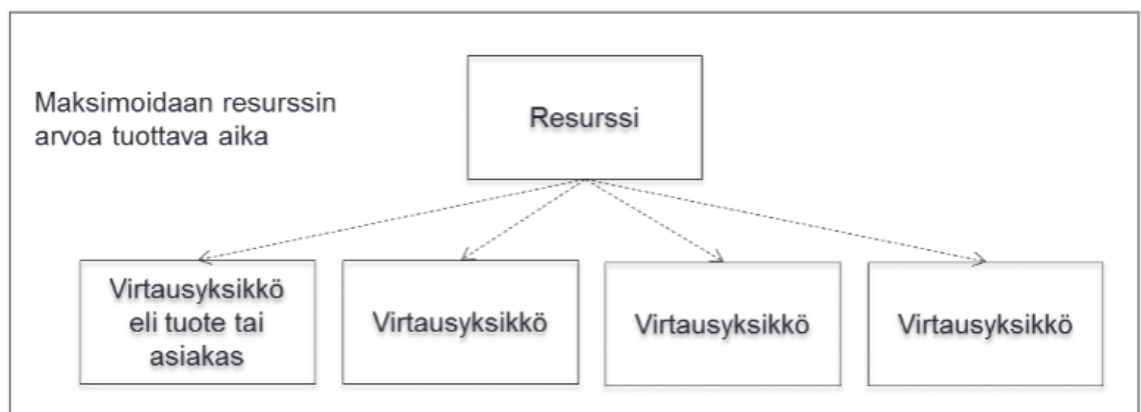 Maksimoidaan resurssin
arvoa tuottava aika
Resurssi
Virtausyksikkö
eli tuote tai
asiakas
Virtausyksikkö
Virtausyksikkö
Virtausyksikkö